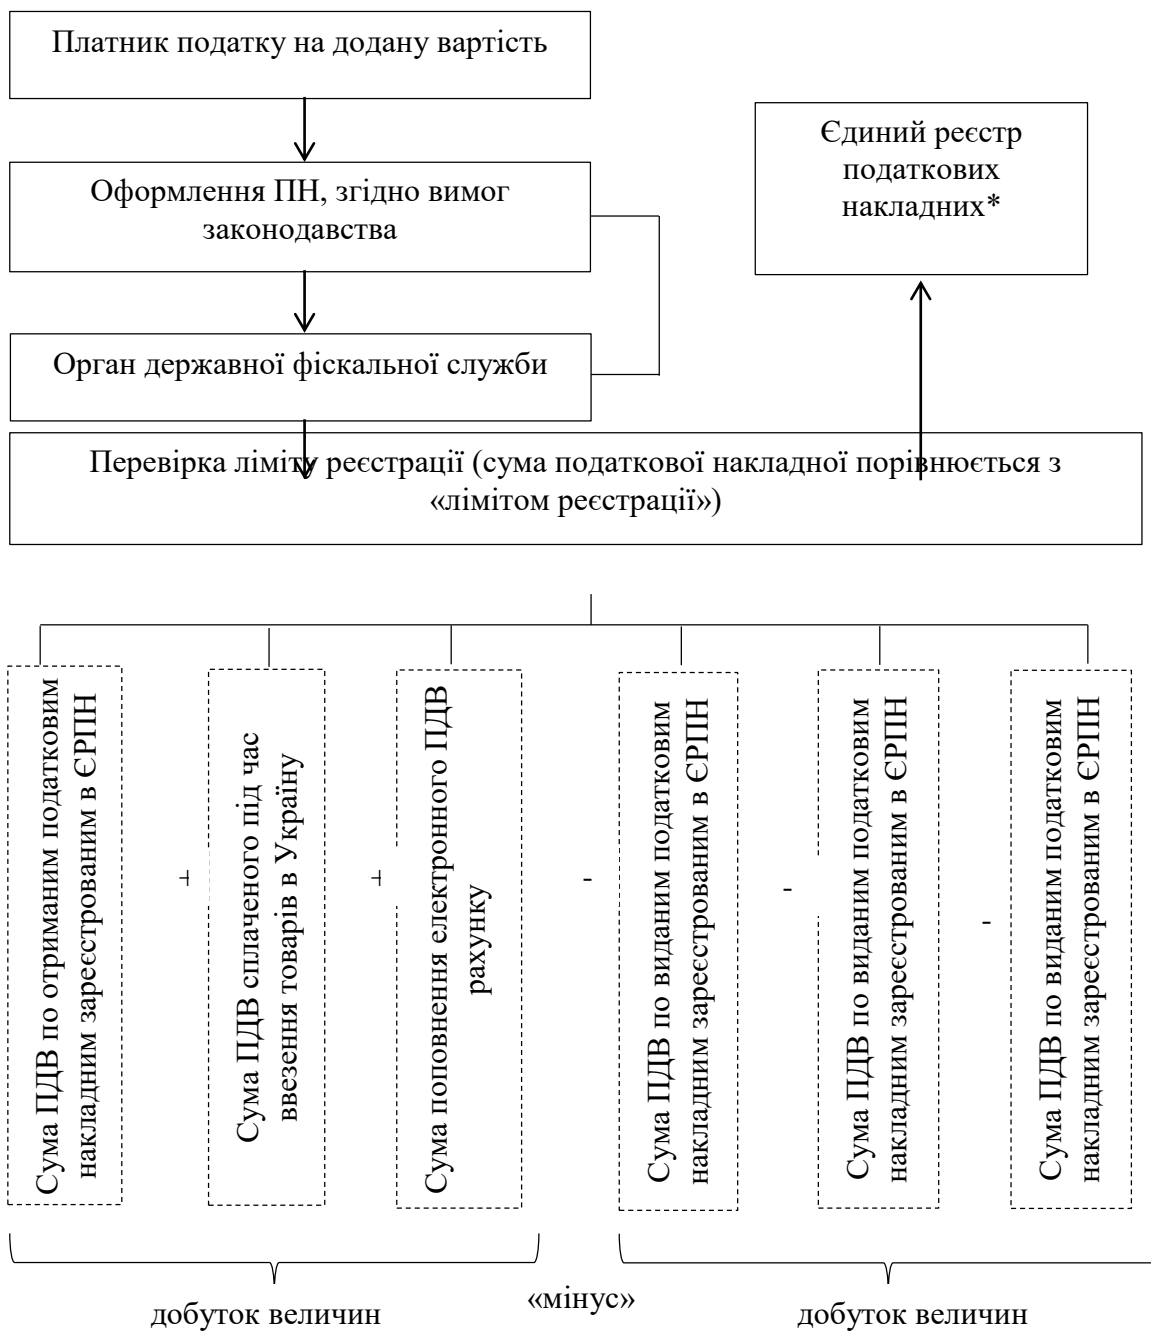 Платник податку на додану вартість
Єдиний реєстр
податкових
накладних*
Оформлення ПН, згідно вимог
законодавства
Орган державної фіскальної служби
Перевірка ліміту реєстрації (сума податкової накладної порівнюється з
«лімітом реєстрації»)
Сума ПДВ по отриманим податковим
накладним зареєстрованим в ЄРПН
+
Сума ПДВ сплаченого під час
ввезення товарів в Україну
+
Сума поповнення електронного ПДВ
рахунку
-
Сума ПДВ по виданим податковим
накладним зареєстрованим в ЄРПН
-
Сума ПДВ по виданим податковим
накладним зареєстрованим в ЄРПН
-
Сума ПДВ по виданим податковим
накладним зареєстрованим в ЄРПН
добуток величин
«мінус»
добуток величин